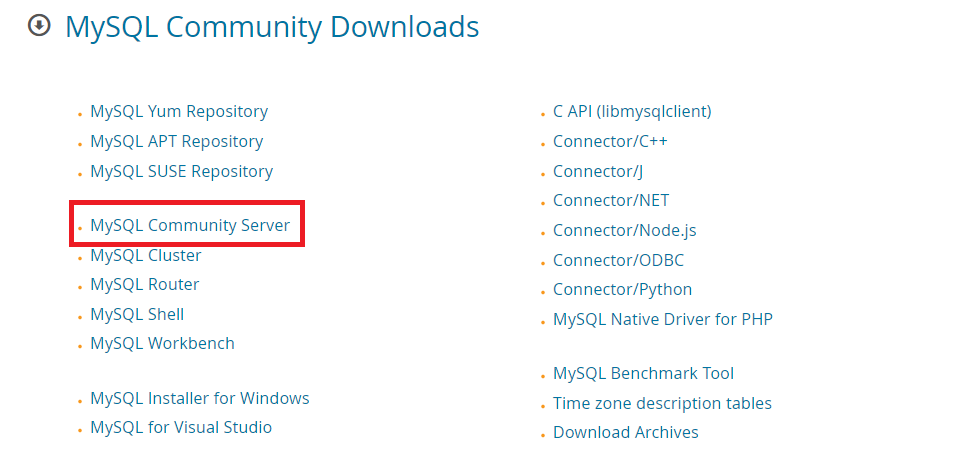 MySQL Community Downloads
MySQL Yum Repository
MySQL APT Repository
MySQL SUSE Repository
MySQL Community Server
MySQL Cluster
MySQL Router
MySQL Shell
MySQL Workbench
MySQL Installer for Windows
MySQL for Visual Studio
C API (libmysqlclient)
Connector/C++
Connector/J
Connector/NET
Connector/Node.js
Connector/ODBC
Connector/Python
MySQL Native Driver for PHP
MySQL Benchmark Tool
Time zone description tables
Download Archives